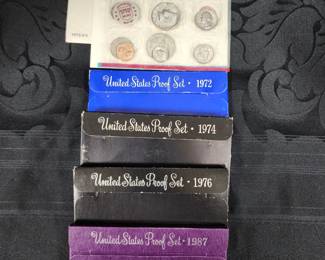 United States Proof Set · 1972
United States Proof Set · 1974
United States Proof Set · 1976
United States Proof Set · 1987